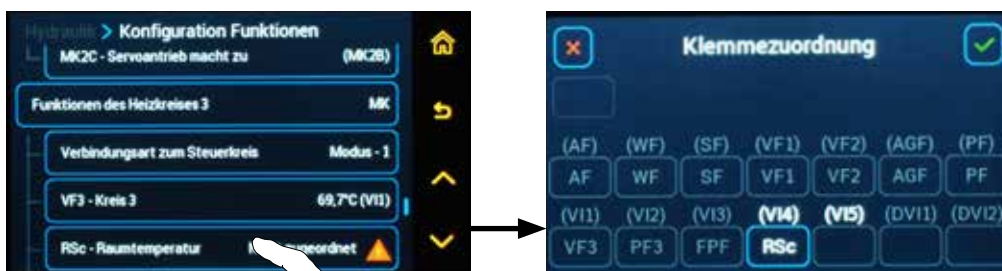 Hydraulik > Konfiguration Funktionen
MK2C - Servoantrieb macht zu (MK2B)
Funktionen des Heizkreises 3 MK
Verbindungsart zum Steuerkreis Modus - 1
VF3 - Kreis 3 69,7°C (VI1)
RSc - Raumtemperatur
Klemmezuordnung
(AF) (WF) (SF) (VF1) (VF2) (AGF) (PF)
AF WF SF VF1 VF2 AGF PF
(VI1) (VI2) (VI3) (VI4) (VI5) (DVI1) (DVI2)
VF3 PF3 FPF RSc